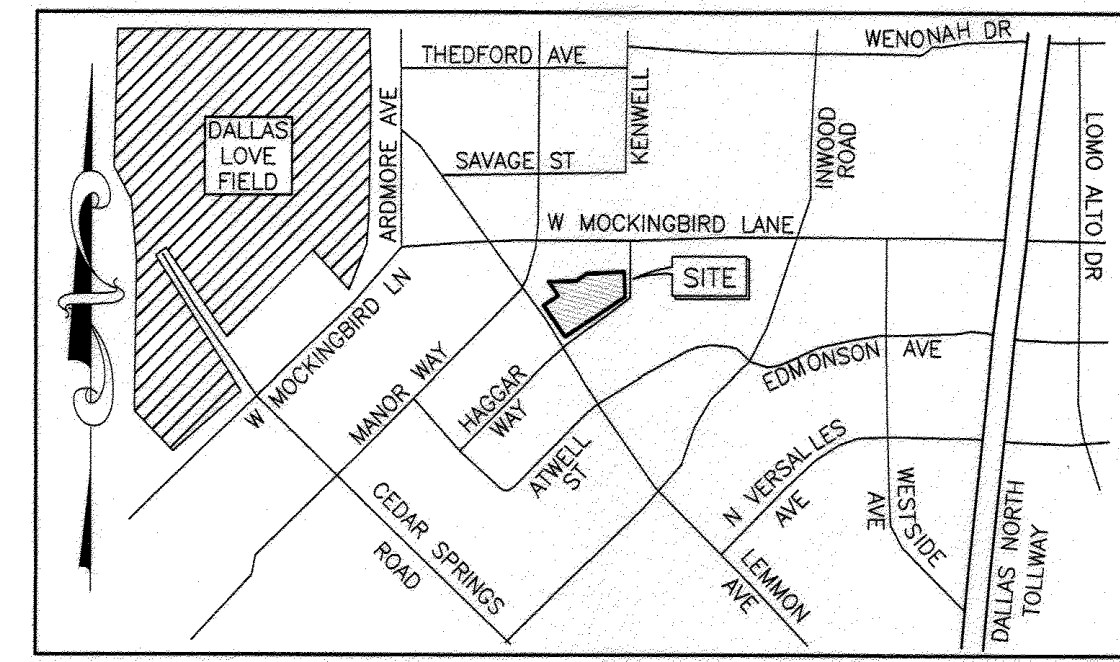 WENONAH DR
THEDFORD AVE
DALLAS
LOVE
FIELD
ARDMORE AVE
KENWELL
INWOOD
ROAD
LOMO ALTO DR
SAVAGE ST
W MOCKINGBIRD LANE
SITE
W MOCKINGBIRD LN
MANOR WAY
HAGGAR
WAY
EDMONSON AVE
ATWELL
ST
N VERSALLES
AVE
WESTSIDE
AVE
CEDAR SPRINGS
ROAD
LEMMON
AVE
DALLAS NORTH
TOLLWAY